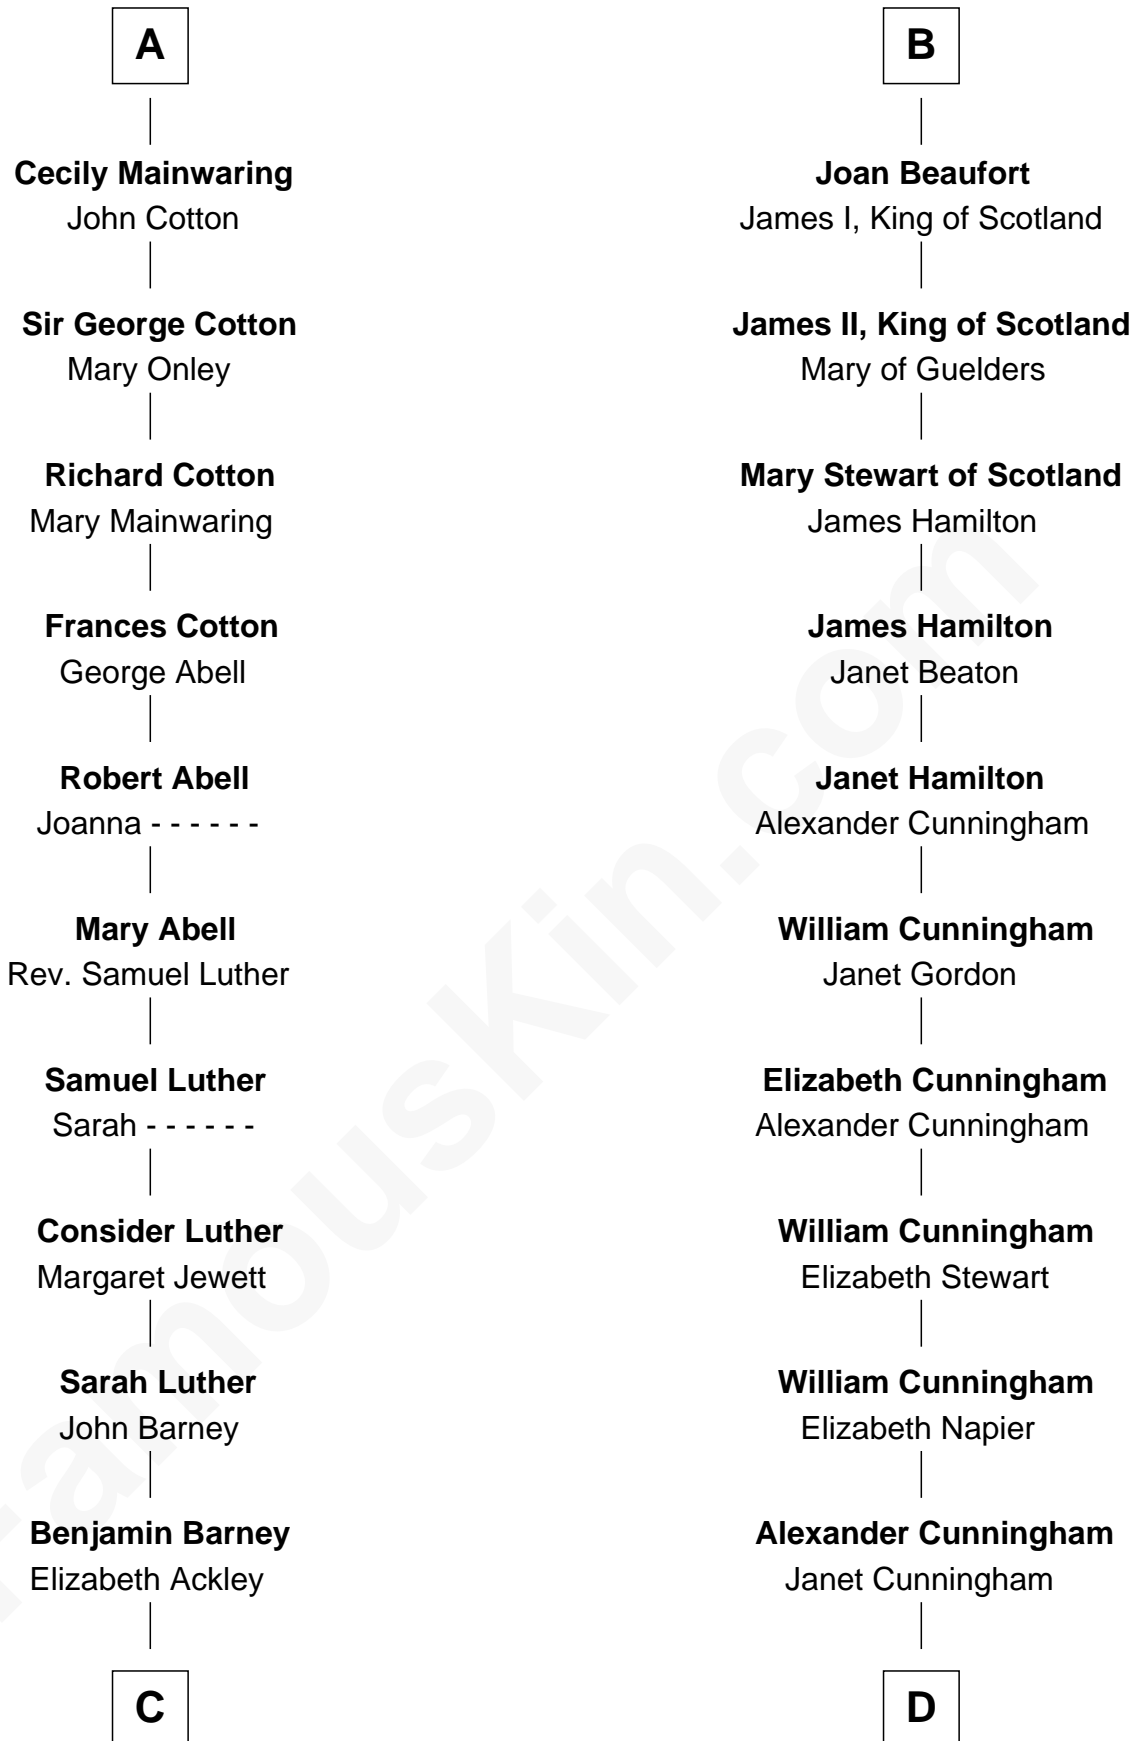 A
Cecily Mainwaring
John Cotton
Sir George Cotton
Mary Onley
Richard Cotton
Mary Mainwaring
Frances Cotton
George Abell
Robert Abell
Joanna - - - - - -
Mary Abell
Rev. Samuel Luther
Samuel Luther
Sarah - - - - - -
Consider Luther
Margaret Jewett
Sarah Luther
John Barney
Benjamin Barney
Elizabeth Ackley
C
B
Joan Beaufort
James I, King of Scotland
James II, King of Scotland
Mary of Guelders
Mary Stewart of Scotland
James Hamilton
James Hamilton
Janet Beaton
Janet Hamilton
Alexander Cunningham
William Cunningham
Janet Gordon
Elizabeth Cunningham
Alexander Cunningham
William Cunningham
Elizabeth Stewart
William Cunningham
Elizabeth Napier
Alexander Cunningham
Janet Cunningham
D
FamousKin.com